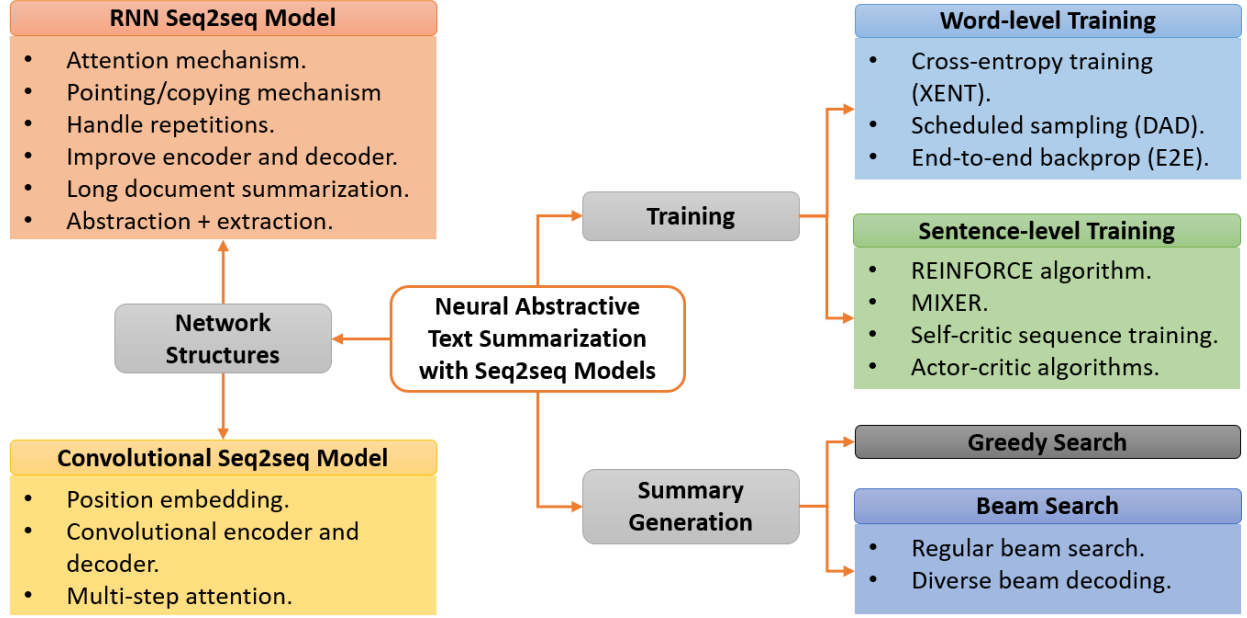 RNN Seq2seq Model
• Attention mechanism.
• Pointing/copying mechanism
• Handle repetitions.
• Improve encoder and decoder.
• Long document summarization.
• Abstraction + extraction.
Network
Structures
Convolutional Seq2seq Model
• Position embedding.
• Convolutional encoder and
decoder.
• Multi-step attention.
Neural Abstractive
Text Summarization
with Seq2seq Models
Training
Word-level Training
• Cross-entropy training
(XENT).
• Scheduled sampling (DAD).
• End-to-end backprop (E2E).
Sentence-level Training
• REINFORCE algorithm.
• MIXER.
• Self-critic sequence training.
• Actor-critic algorithms.
Summary
Generation
Greedy Search
Beam Search
• Regular beam search.
• Diverse beam decoding.